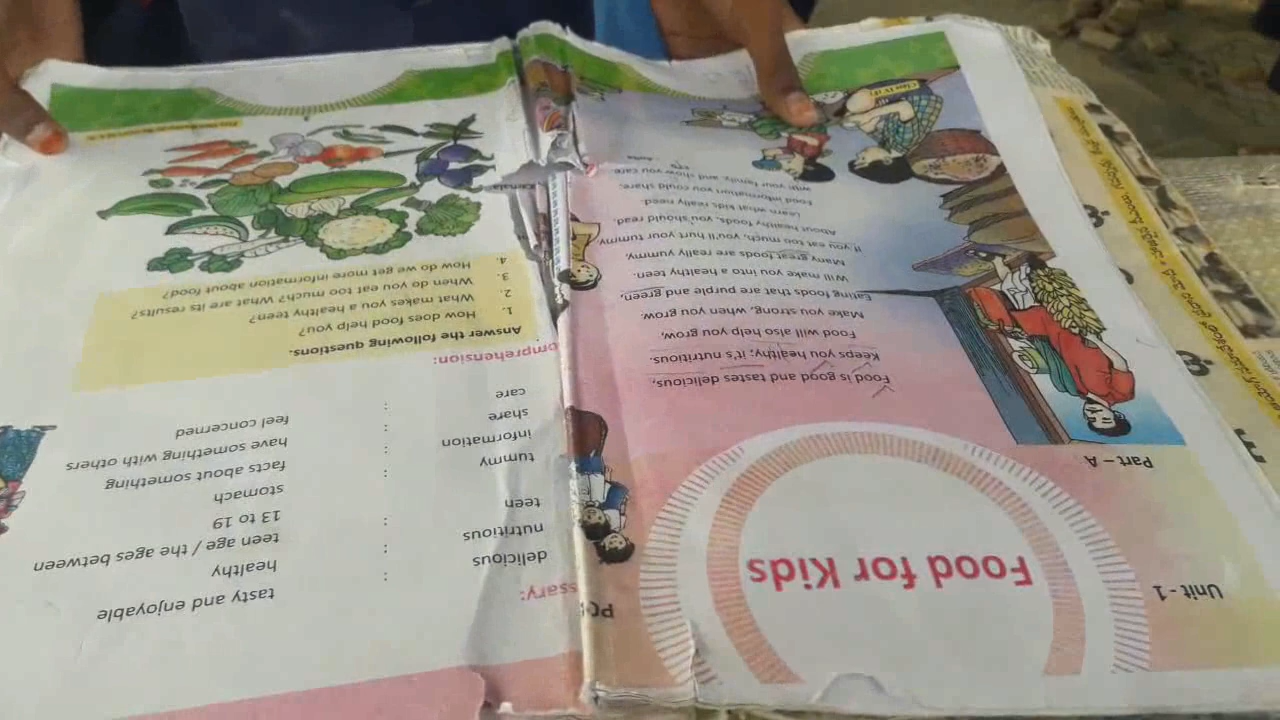 Unit - 1
Food for Kids
Part – A
Food is good and tastes delicious,
Keeps you healthy; it's nutritious.
Food will also help you grow,
Make you strong, when you grow.
Eating foods that are purple and green,
Will make you into a healthy teen.
Many great foods are really yummy,
If you eat too much, you'll hurt your tummy.
About healthy foods, you should read
Learn what kids really need.
Food information you could share,
with your family, and show you care.
delicious : tasty and enjoyable
nutritious : healthy
teen : teen age / the ages between
13 to 19
tummy : stomach
information : facts about something
share : have something with others
care : feel concerned
Answer the following questions.
1. How does food help you?
2. What makes you a healthy teen?
3. When do you eat too much? What are its results?
4. How do we get more information about food?